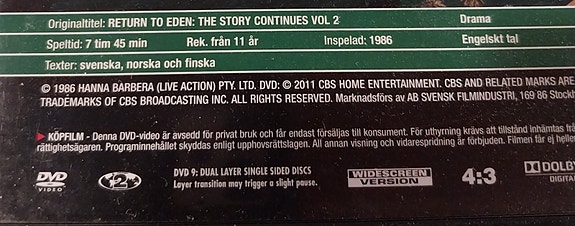 Originaltitel: RETURN TO EDEN: THE STORY CONTINUES VOL 2 Drama
Speltid: 7 tim 45 min Rek. från 11 år Inspelad: 1986 Engelskt tal
Texter: svenska, norska och finska
© 1986 HANNA BARBERA (LIVE ACTION) PTY. LTD. DVD: © 2011 CBS HOME ENTERTAINMENT. CBS AND RELATED MARKS ARE
TRADEMARKS OF CBS BROADCASTING INC. ALL RIGHTS RESERVED. Marknadsförs av AB SVENSK FILMINDUSTRI, 169 86 Stockh
KÖPFILM - Denna DVD-video är avsedd för privat bruk och får endast försäljas till konsument. För uthyrning krävs att tillstånd inhämtas frå
rättighetsägaren. Programinnehållet skyddas enligt upphovsrättslagen. All annan visning och vidarespridning är förbjuden. Filmen får ej helle
DVD VIDEO
2
DVD 9: DUAL LAYER SINGLE SIDED DISCS
Layer transition may trigger a slight pause.
WIDESCREEN
VERSION
4:3
DOLBY
DIGITA